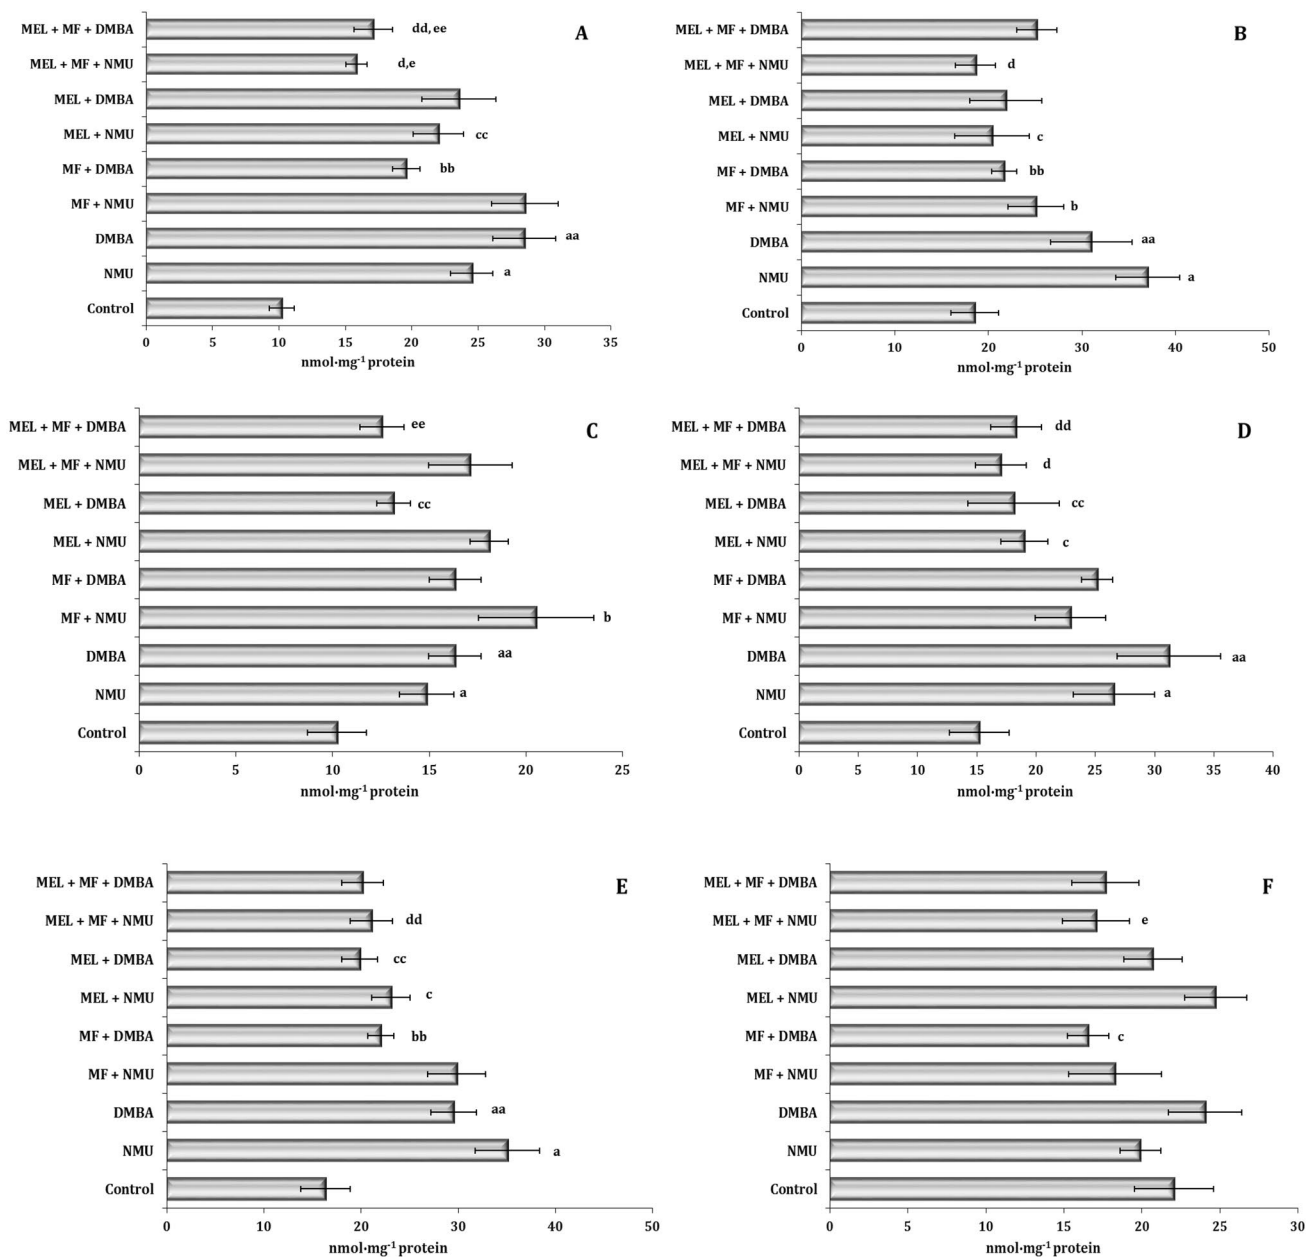 A
MEL + MF + DMBA dd, ee
MEL + MF + NMU d,e
MEL + DMBA
MEL + NMU cc
MF + DMBA bb
MF + NMU
DMBA aa
NMU a
Control
0 5 10 15 20 25 30 35
nmol·mg⁻¹ protein
B
MEL + MF + DMBA
MEL + MF + NMU d
MEL + DMBA
MEL + NMU c
MF + DMBA bb
MF + NMU b
DMBA aa
NMU a
Control
0 10 20 30 40 50
nmol·mg⁻¹ protein
C
MEL + MF + DMBA ee
MEL + MF + NMU
MEL + DMBA cc
MEL + NMU
MF + DMBA
MF + NMU b
DMBA aa
NMU a
Control
0 5 10 15 20 25
nmol·mg⁻¹ protein
D
MEL + MF + DMBA dd
MEL + MF + NMU d
MEL + DMBA cc
MEL + NMU c
MF + DMBA
MF + NMU
DMBA aa
NMU a
Control
0 5 10 15 20 25 30 35 40
nmol·mg⁻¹ protein
E
MEL + MF + DMBA
MEL + MF + NMU dd
MEL + DMBA cc
MEL + NMU c
MF + DMBA bb
MF + NMU
DMBA aa
NMU a
Control
0 10 20 30 40 50
nmol·mg⁻¹ protein
F
MEL + MF + DMBA
MEL + MF + NMU e
MEL + DMBA
MEL + NMU
MF + DMBA c
MF + NMU
DMBA
NMU
Control
0 5 10 15 20 25 30
nmol·mg⁻¹ protein